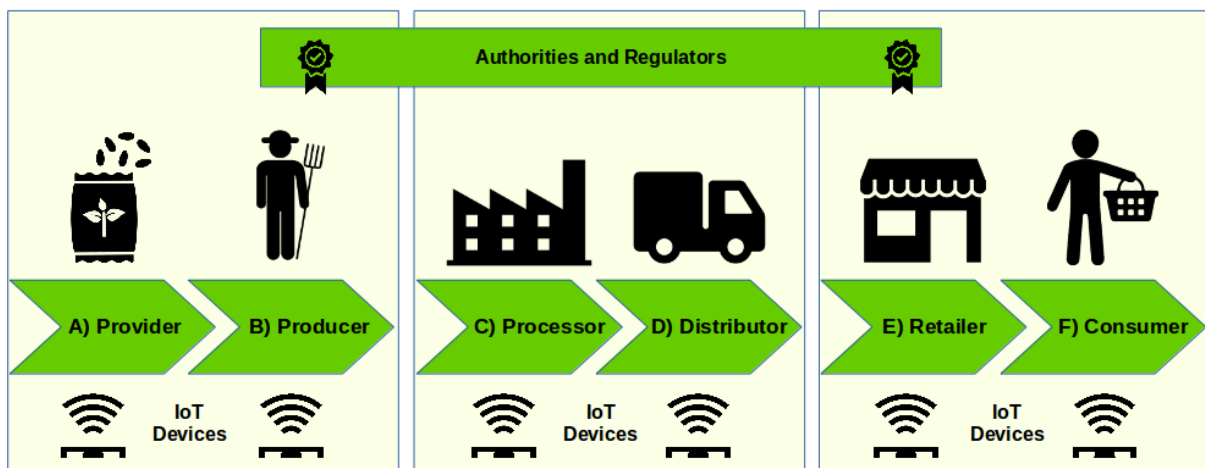 Authorities and Regulators
A) Provider
B) Producer
C) Processor
D) Distributor
E) Retailer
F) Consumer
IoT
Devices
IoT
Devices
IoT
Devices